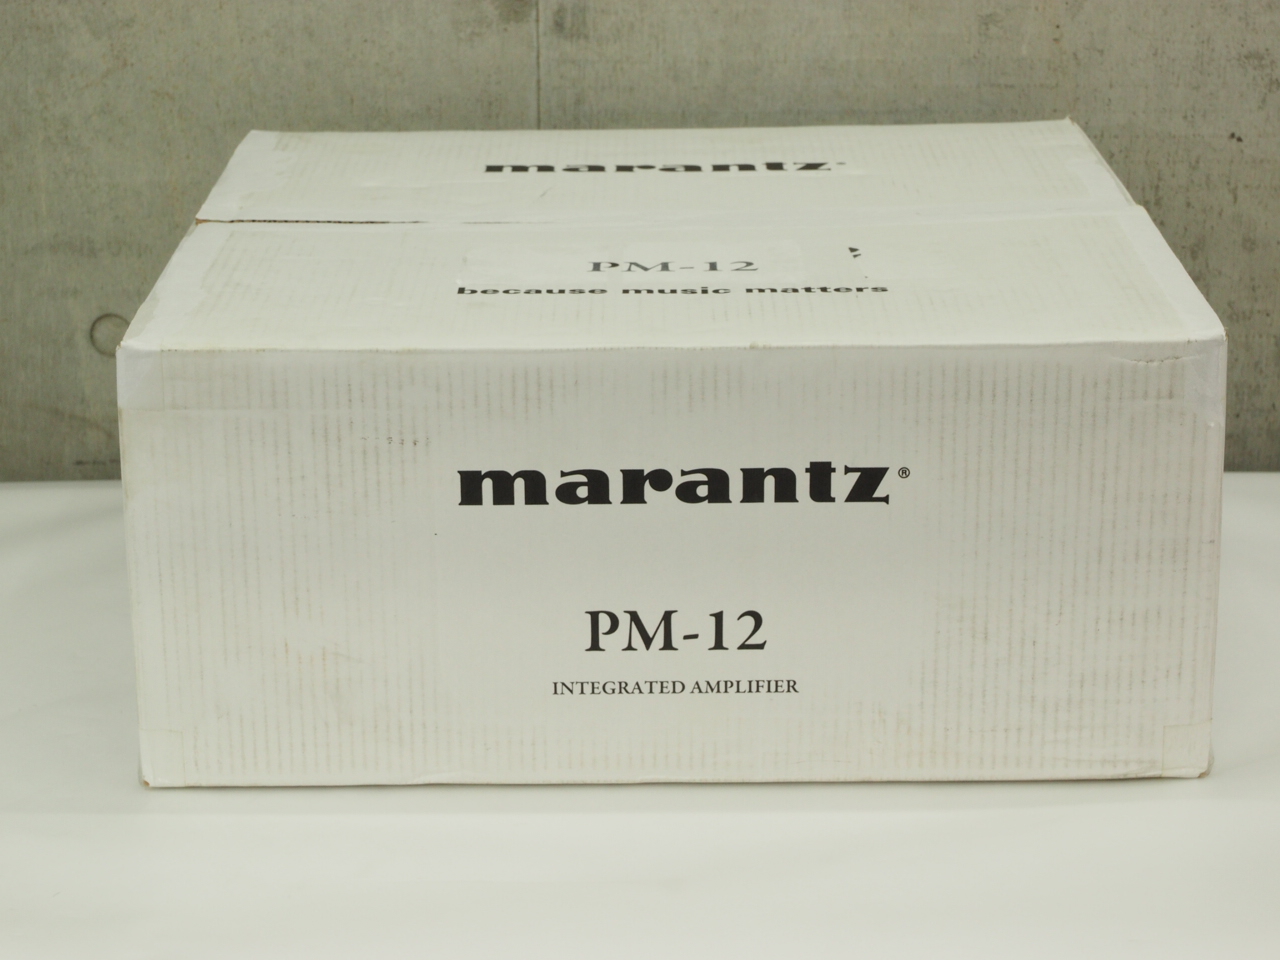 marantz
PM-12
because music matters
marantz®
PM-12
INTEGRATED AMPLIFIER